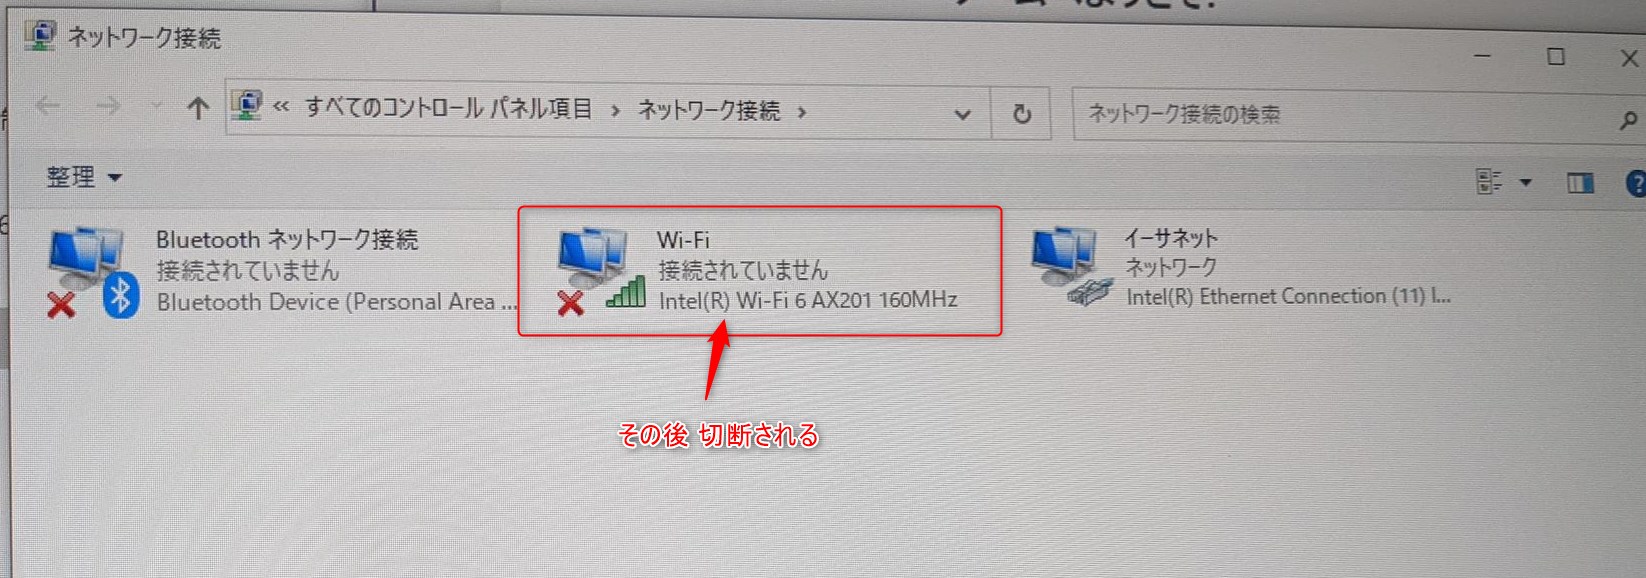 ネットワーク接続
« すべてのコントロール パネル項目 › ネットワーク接続 ›
ネットワーク接続の検索
整理
Bluetooth ネットワーク接続
接続されていません
Bluetooth Device (Personal Area ...
Wi-Fi
接続されていません
Intel(R) Wi-Fi 6 AX201 160MHz
イーサネット
ネットワーク
Intel(R) Ethernet Connection (11) I...
その後 切断される